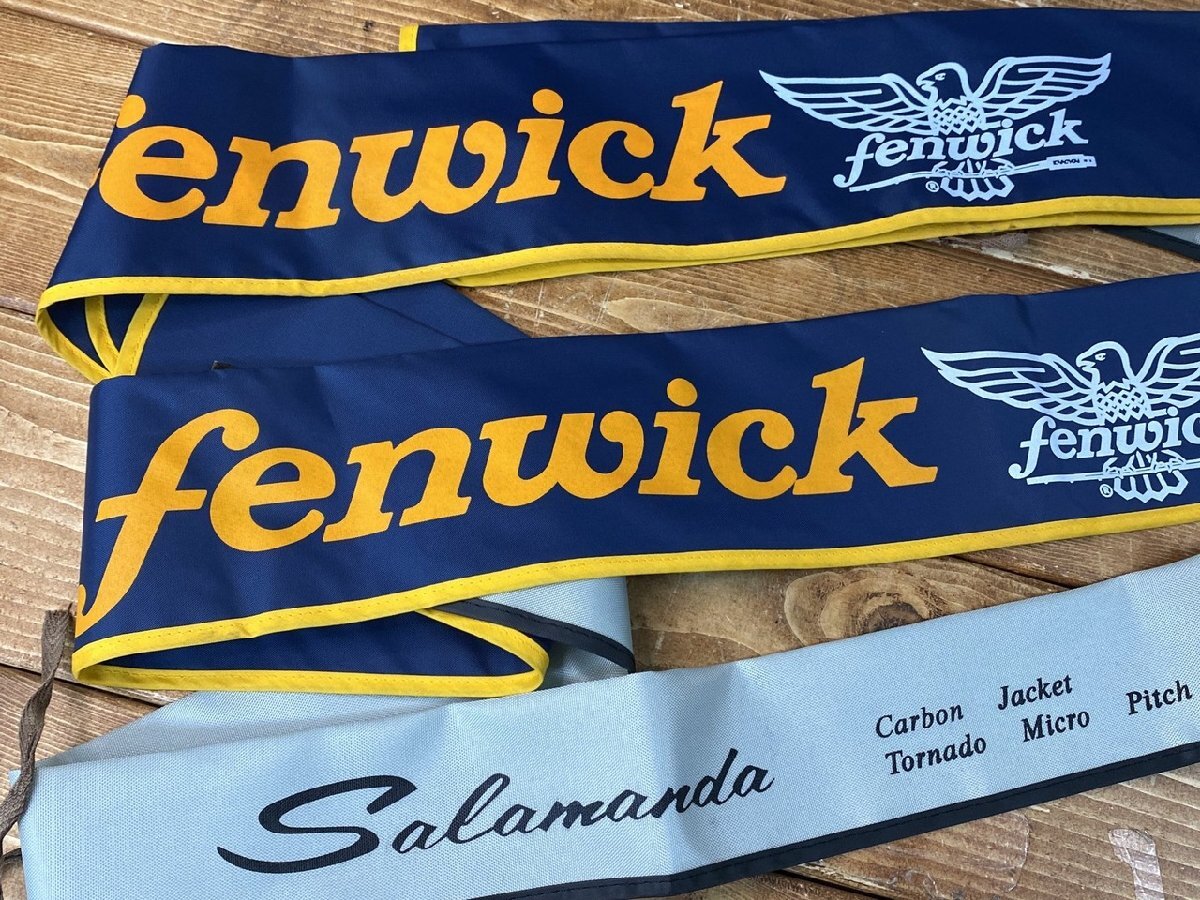 fenwick
fenwick
®
fenwick
fenwic
®
Salamanda
Carbon Jacket
Tornado Micro Pitch